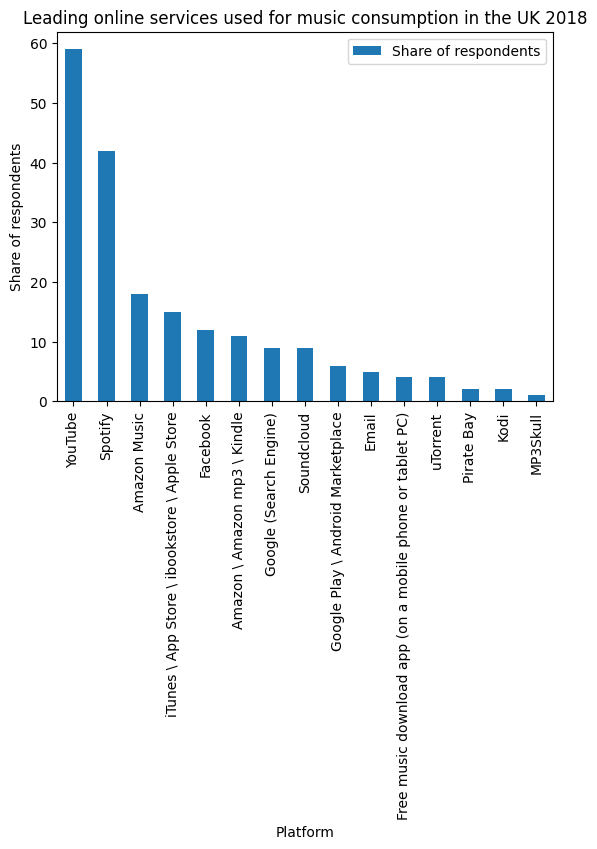 Leading online services used for music consumption in the UK 2018
Share of respondents
Share of respondents
60
50
40
30
20
10
0
YouTube
Spotify
Amazon Music
iTunes \ App Store \ ibookstore \ Apple Store
Facebook
Amazon \ Amazon mp3 \ Kindle
Google (Search Engine)
Soundcloud
Google Play \ Android Marketplace
Email
Free music download app (on a mobile phone or tablet PC)
uTorrent
Pirate Bay
Kodi
MP3Skull
Platform